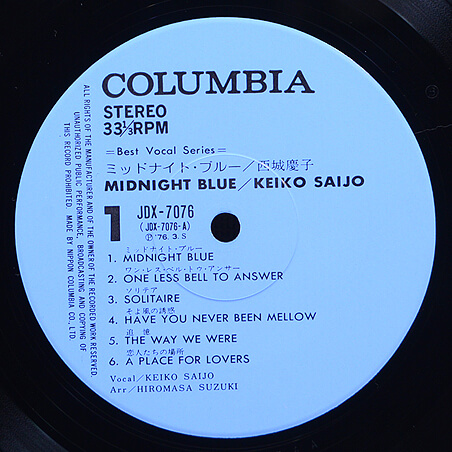 COLUMBIA
STEREO
33⅓RPM
=Best Vocal Series=
ミッドナイト・ブルー/西城慶子
MIDNIGHT BLUE/KEIKO SAIJO
1
JDX-7076
(JDX-7076-A)
Ⓟ'76. 3. S
ミッドナイト・ブルー
1. MIDNIGHT BLUE
ワン・レス・ベル・トゥ・アンサー
2. ONE LESS BELL TO ANSWER
ソリテア
3. SOLITAIRE
そよ風の誘惑
4. HAVE YOU NEVER BEEN MELLOW
追憶
5. THE WAY WE WERE
恋人たちの場所
6. A PLACE FOR LOVERS
Vocal/KEIKO SAIJO
Arr/HIROMASA SUZUKI
ALL RIGHTS OF THE MANUFACTURER AND OF THE OWNER OF THE RECORDED WORK RESERVED.
UNAUTHORIZED PUBLIC PERFORMANCE, BROADCASTING AND COPYING OF
THIS RECORD PROHIBITED. MADE BY NIPPON COLUMBIA CO., LTD.